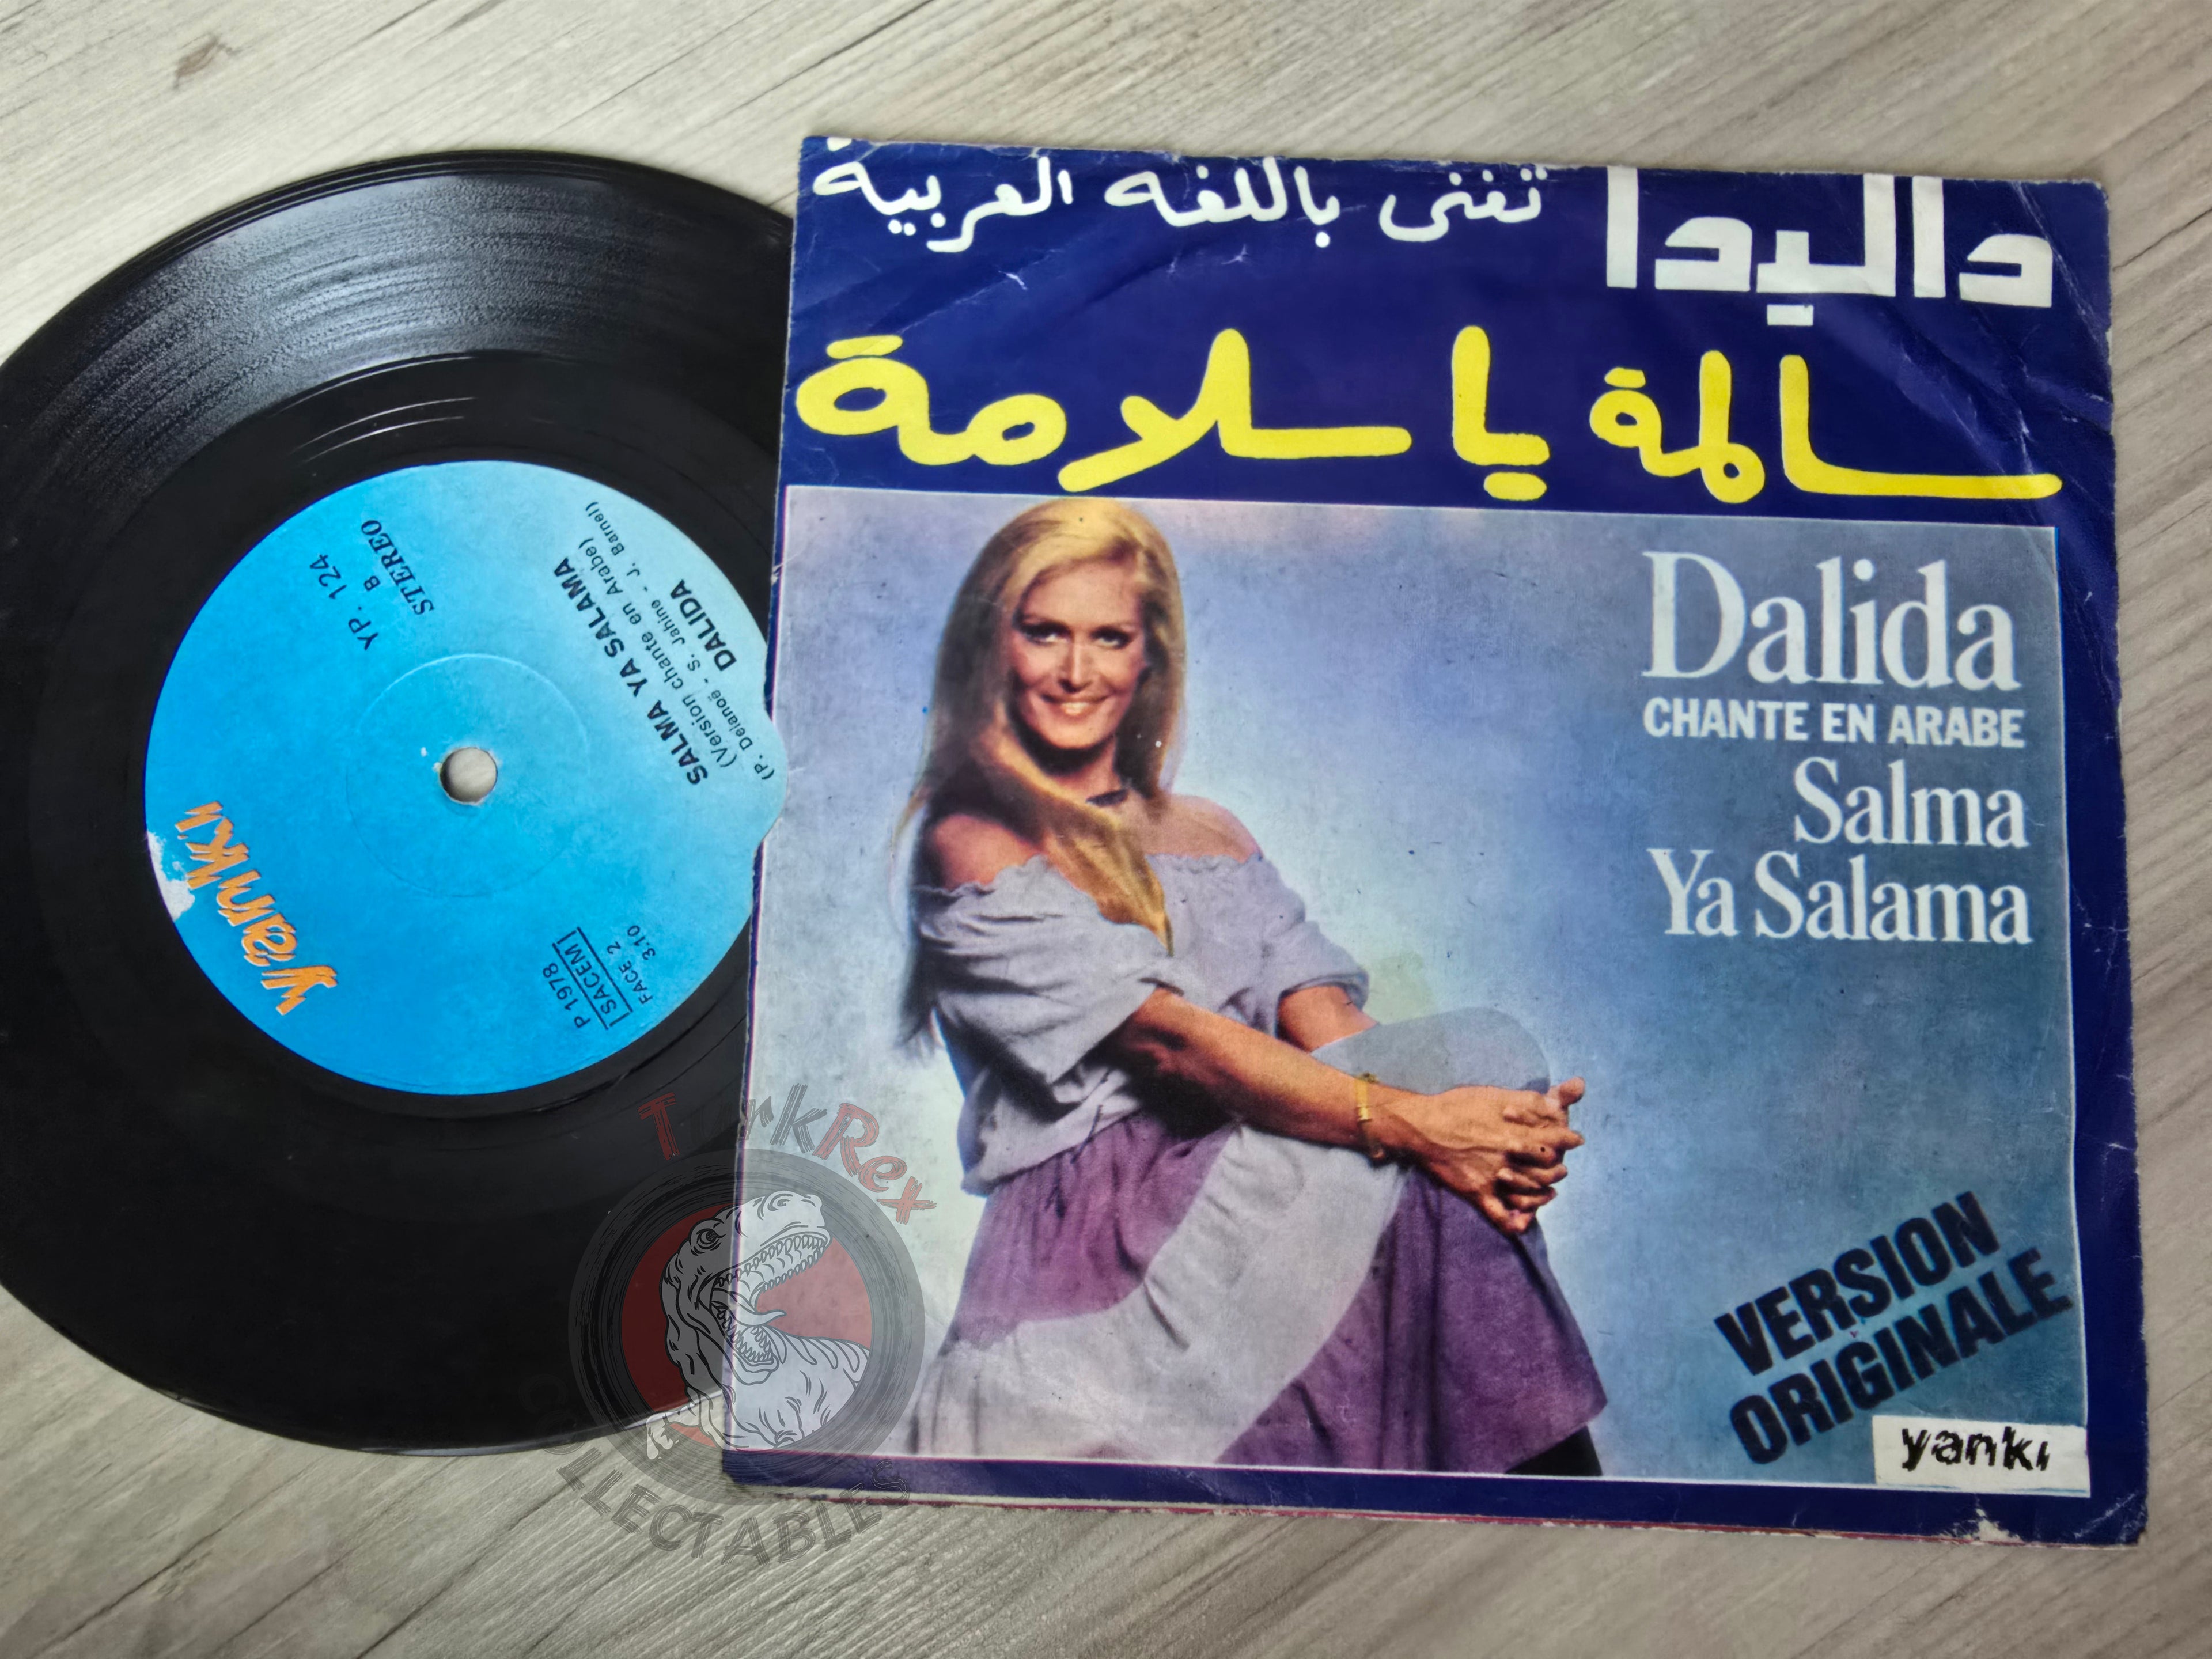 داليدا تغنى باللغه العربية
سالمة يا سلامة
Dalida
CHANTE EN ARABE
Salma
Ya Salama
VERSION
ORIGINALE
yankı
yankı
YP. 124
B
STEREO
SALMA YA SALAMA
(Version chante en Arabe)
(P. Delanoë - S. Jahine - J. Barnel)
DALIDA
P 1978
SACEM
FACE 2
3.10
TurkRex
COLLECTABLES